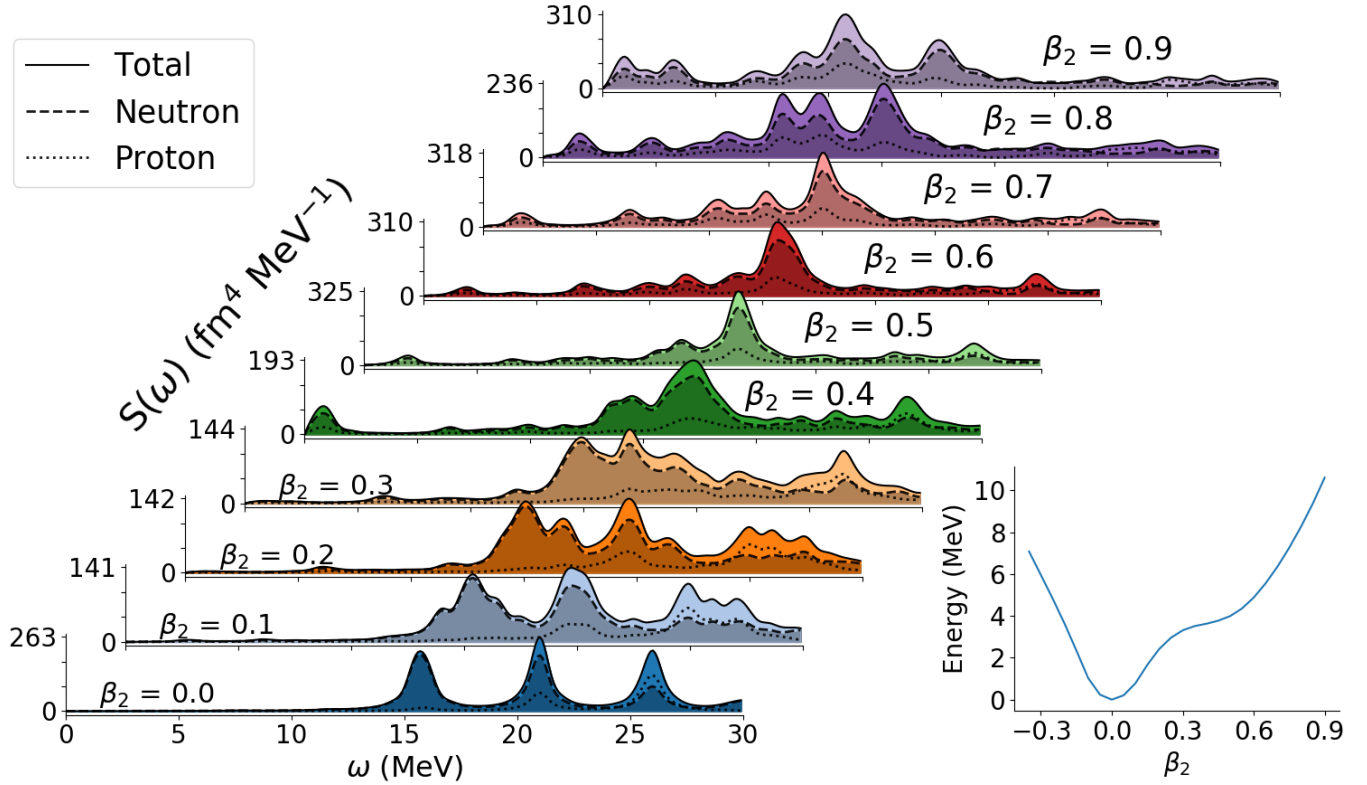 Total
Neutron
Proton
S(ω) (fm⁴ MeV⁻¹)
310
0
β₂ = 0.9
236
0
β₂ = 0.8
318
0
β₂ = 0.7
310
0
β₂ = 0.6
325
0
β₂ = 0.5
193
0
β₂ = 0.4
144
0
β₂ = 0.3
142
0
β₂ = 0.2
141
0
β₂ = 0.1
263
0
β₂ = 0.0
0 5 10 15 20 25 30
ω (MeV)
Energy (MeV)
10
8
6
4
2
0
−0.3 0.0 0.3 0.6 0.9
β₂